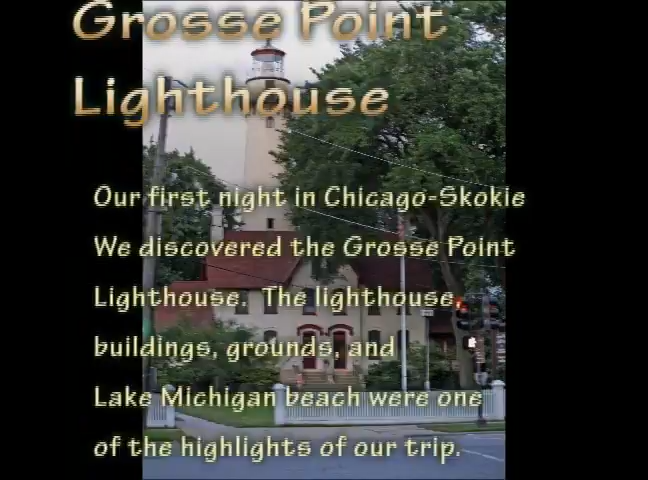 Grosse Point
Lighthouse
Our first night in Chicago-Skokie
We discovered the Grosse Point
Lighthouse. The lighthouse,
buildings, grounds, and
Lake Michigan beach were one
of the highlights of our trip.